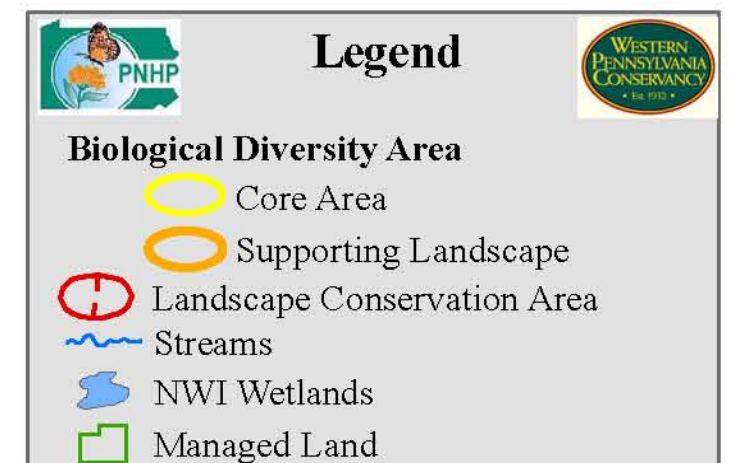 PNHP
Legend
WESTERN
PENNSYLVANIA
CONSERVANCY
• Est. 1932 •
Biological Diversity Area
Core Area
Supporting Landscape
Landscape Conservation Area
Streams
NWI Wetlands
Managed Land